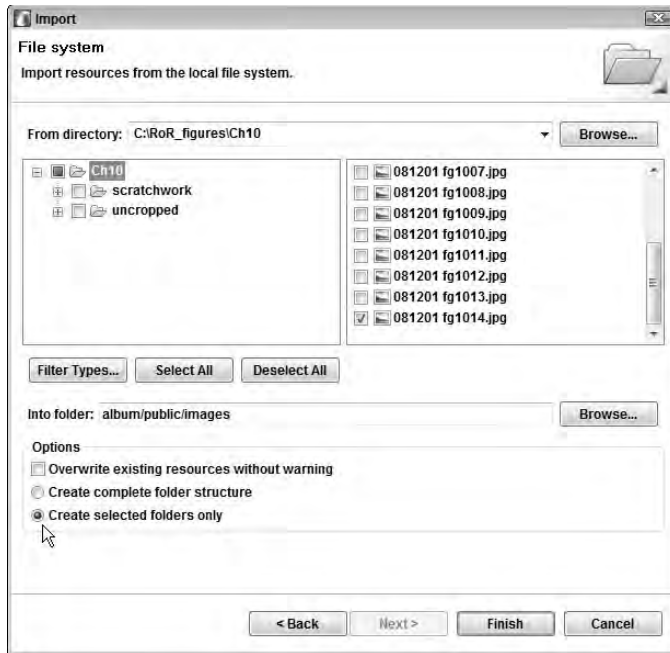 Import
File system
Import resources from the local file system.
From directory: C:\RoR_figures\Ch10
Browse...
Ch10
scratchwork
uncropped
081201 fg1007.jpg
081201 fg1008.jpg
081201 fg1009.jpg
081201 fg1010.jpg
081201 fg1011.jpg
081201 fg1012.jpg
081201 fg1013.jpg
081201 fg1014.jpg
Filter Types...
Select All
Deselect All
Into folder: album/public/images
Browse...
Options
Overwrite existing resources without warning
Create complete folder structure
Create selected folders only
< Back
Next >
Finish
Cancel